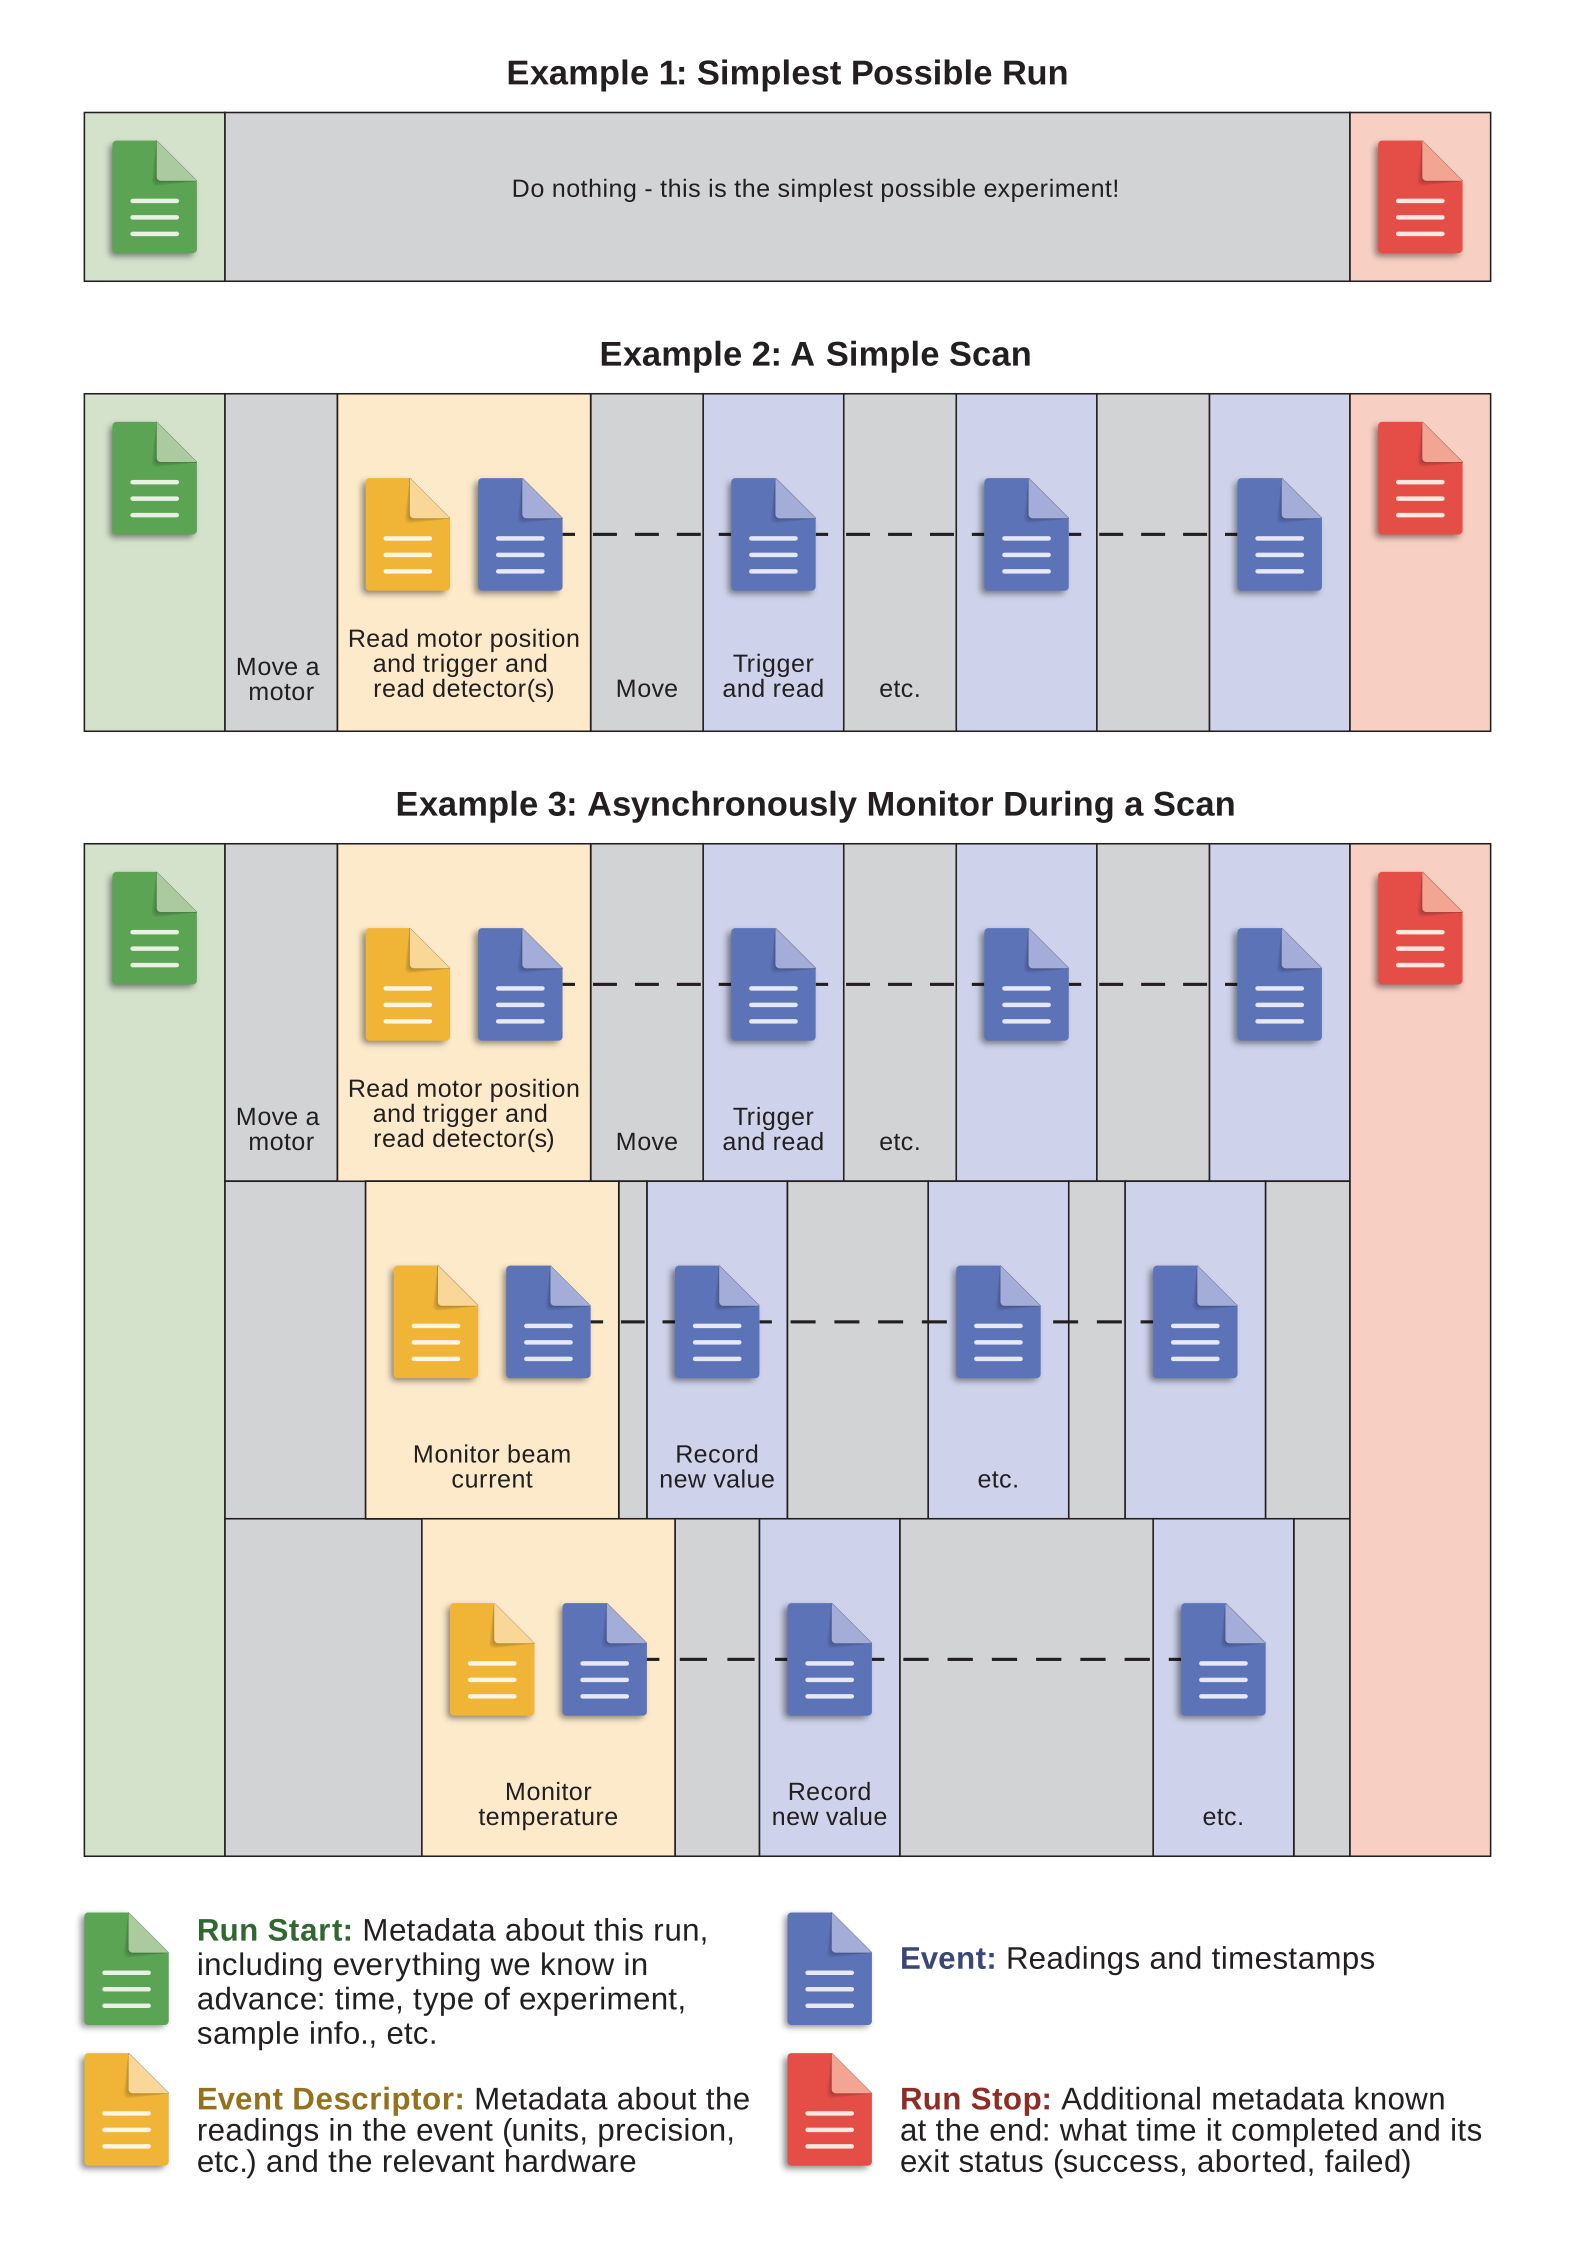 Example 1: Simplest Possible Run
Do nothing - this is the simplest possible experiment!
Example 2: A Simple Scan
Move a
motor
Read motor position
and trigger and
read detector(s)
Move
Trigger
and read
etc.
Example 3: Asynchronously Monitor During a Scan
Move a
motor
Read motor position
and trigger and
read detector(s)
Move
Trigger
and read
etc.
Monitor beam
current
Record
new value
etc.
Monitor
temperature
Record
new value
etc.
Run Start: Metadata about this run,
including everything we know in
advance: time, type of experiment,
sample info., etc.
Event: Readings and timestamps
Event Descriptor: Metadata about the
readings in the event (units, precision,
etc.) and the relevant hardware
Run Stop: Additional metadata known
at the end: what time it completed and its
exit status (success, aborted, failed)